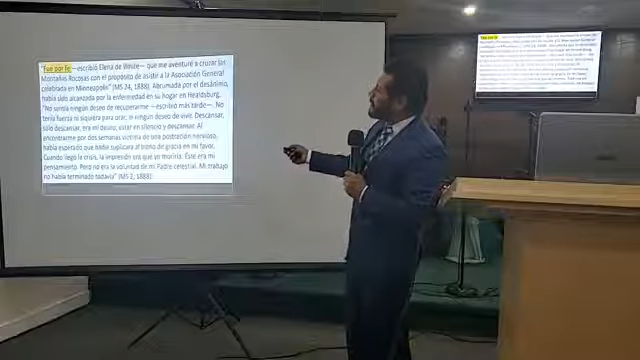 Fue por fe —escribió Elena de White— que me aventuré a cruzar las
Montañas Rocosas con el propósito de asistir a la Asociación General
celebrada en Minneapolis" (MS 24, 1888). Abrumada por el desánimo,
había sido alcanzada por la enfermedad en su hogar en Healdsburg.
"No sentía ningún deseo de recuperarme —escribió más tarde—. No
tenía fuerza ni siquiera para orar, ni ningún deseo de vivir. Descansar,
sólo descansar, era mi deseo; estar en silencio y descansar. Al
encontrarme por dos semanas víctima de una postración nerviosa,
había esperado que nadie suplicara al trono de gracia en mi favor.
Cuando llegó la crisis, la impresión era que yo moriría. Este era mi
pensamiento. Pero no era la voluntad de mi Padre celestial. Mi trabajo
no había terminado todavía" (MS 2, 1888).